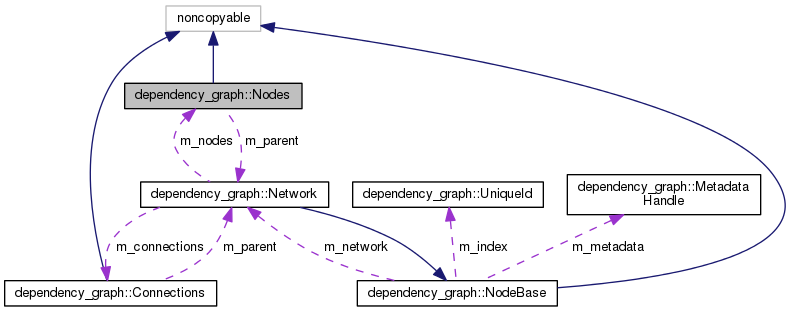 noncopyable
dependency_graph::Nodes
m_nodes
m_parent
dependency_graph::Network
dependency_graph::UniqueId
dependency_graph::Metadata
Handle
m_connections
m_parent
m_network
m_index
m_metadata
dependency_graph::Connections
dependency_graph::NodeBase